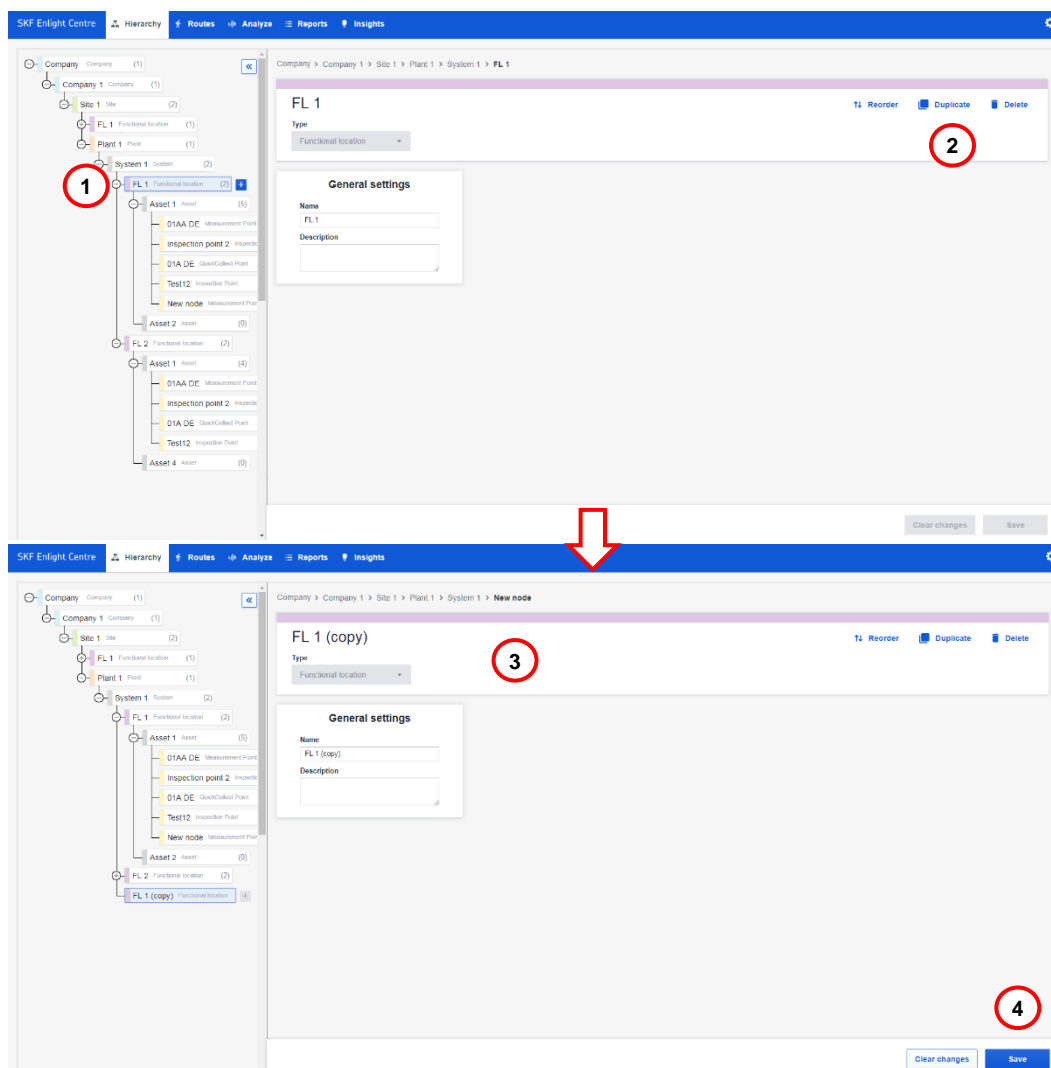 SKF Enlight Centre Hierarchy Routes Analyze Reports Insights
Company Company (1)
Company 1 Company (1)
Site 1 Site (2)
FL 1 Functional location (1)
Plant 1 Plant (1)
System 1 System (2)
1
FL 1 Functional location (2) +
Asset 1 Asset (5)
01AA DE Measurement Point
Inspection point 2
01A DE QuickCollect Point
Test12 Inspection Point
New node Measurement
Asset 2 Asset (0)
FL 2 Functional location (2)
Asset 1 Asset (4)
01AA DE Measurement Point
Inspection point 2
01A DE QuickCollect Point
Test12 Inspection Point
Asset 4 Asset (0)
Company > Company 1 > Site 1 > Plant 1 > System 1 > FL 1
FL 1
Reorder Duplicate Delete
Type
Functional location
2
General settings
Name
FL 1
Description
Clear changes Save
SKF Enlight Centre Hierarchy Routes Analyze Reports Insights
Company Company (1)
Company 1 Company (1)
Site 1 Site (2)
FL 1 Functional location (1)
Plant 1 Plant (1)
System 1 System (2)
FL 1 Functional location (2)
Asset 1 Asset (5)
01AA DE Measurement Point
Inspection point 2
01A DE QuickCollect Point
Test12 Inspection Point
New node Measurement
Asset 2 Asset (0)
FL 2 Functional location (2)
FL 1 (copy) Functional location +
Company > Company 1 > Site 1 > Plant 1 > System 1 > New node
FL 1 (copy)
Reorder Duplicate Delete
Type
Functional location
3
General settings
Name
FL 1 (copy)
Description
4
Clear changes Save